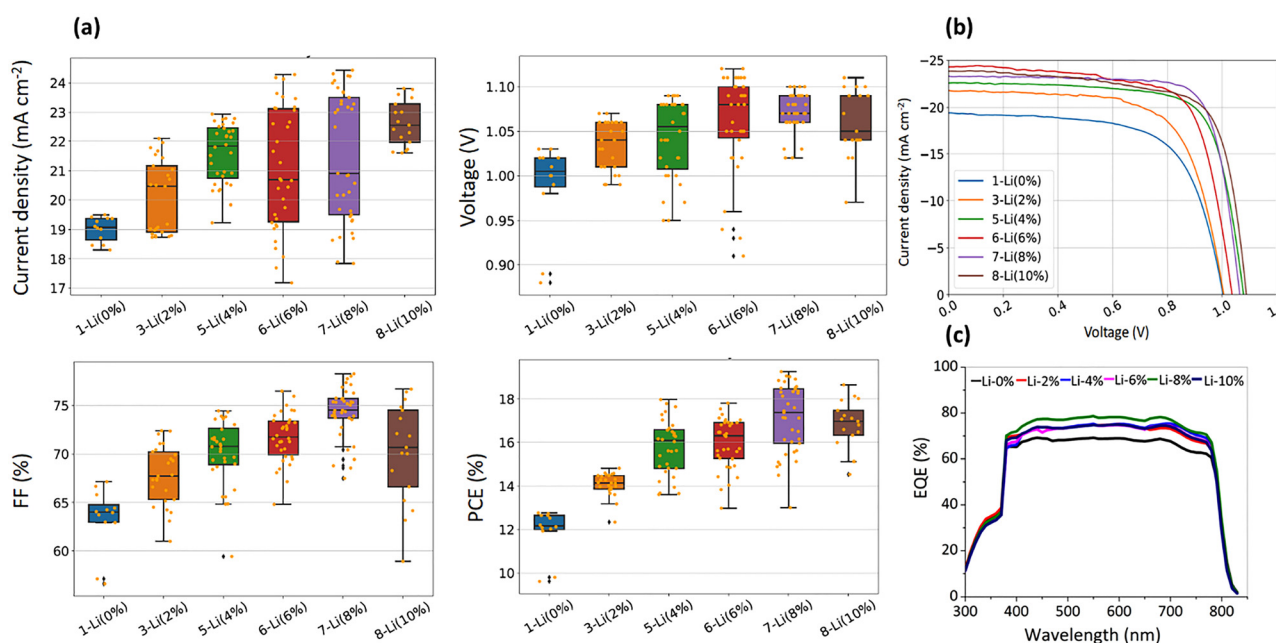 (a)
Current density (mA cm⁻²)
24
23
22
21
20
19
18
17
1-Li(0%)
3-Li(2%)
5-Li(4%)
6-Li(6%)
7-Li(8%)
8-Li(10%)
Voltage (V)
1.10
1.05
1.00
0.95
0.90
1-Li(0%)
3-Li(2%)
5-Li(4%)
6-Li(6%)
7-Li(8%)
8-Li(10%)
(b)
Current density (mA cm⁻²)
−25
−20
−15
−10
−5
0
1-Li(0%)
3-Li(2%)
5-Li(4%)
6-Li(6%)
7-Li(8%)
8-Li(10%)
0.0 0.2 0.4 0.6 0.8 1.0
Voltage (V)
FF (%)
75
70
65
60
1-Li(0%)
3-Li(2%)
5-Li(4%)
6-Li(6%)
7-Li(8%)
8-Li(10%)
PCE (%)
18
16
14
12
10
1-Li(0%)
3-Li(2%)
5-Li(4%)
6-Li(6%)
7-Li(8%)
8-Li(10%)
(c)
EQE (%)
100
80
60
40
20
0
Li-0% Li-2% Li-4% Li-6% Li-8% Li-10%
300 400 500 600 700 800
Wavelength (nm)